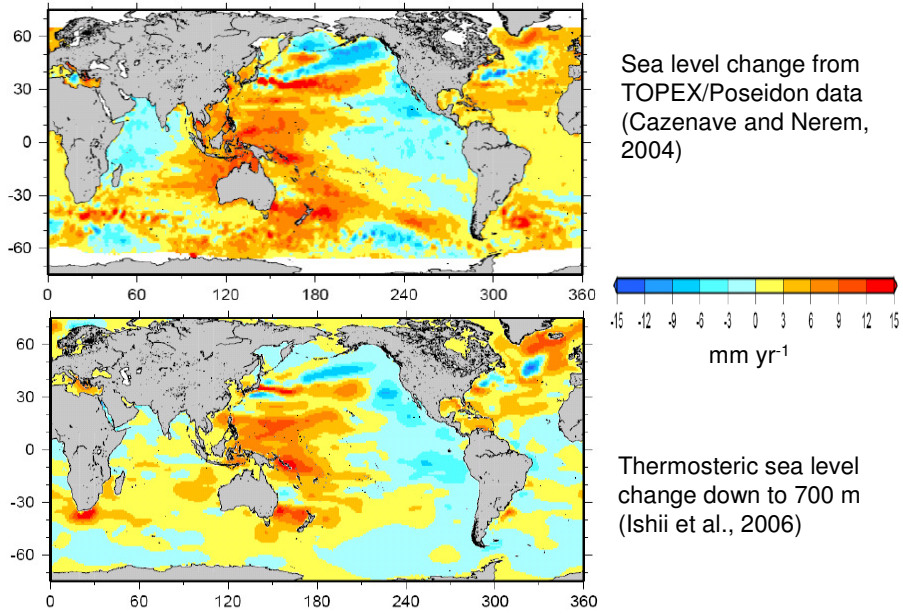 60
30
0
-30
-60
0 60 120 180 240 300 360
Sea level change from
TOPEX/Poseidon data
(Cazenave and Nerem,
2004)
-15 -12 -9 -6 -3 0 3 6 9 12 15
mm yr-1
60
30
0
-30
-60
0 60 120 180 240 300 360
Thermosteric sea level
change down to 700 m
(Ishii et al., 2006)